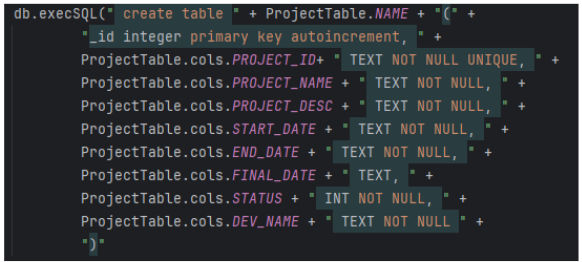 db.execSQL(" create table " + ProjectTable.NAME + "(" +
"_id integer primary key autoincrement, " +
ProjectTable.cols.PROJECT_ID+ " TEXT NOT NULL UNIQUE, " +
ProjectTable.cols.PROJECT_NAME + " TEXT NOT NULL, " +
ProjectTable.cols.PROJECT_DESC + " TEXT NOT NULL, " +
ProjectTable.cols.START_DATE + " TEXT NOT NULL, " +
ProjectTable.cols.END_DATE + " TEXT NOT NULL, " +
ProjectTable.cols.FINAL_DATE + " TEXT, " +
ProjectTable.cols.STATUS + " INT NOT NULL, " +
ProjectTable.cols.DEV_NAME + " TEXT NOT NULL " +
")"